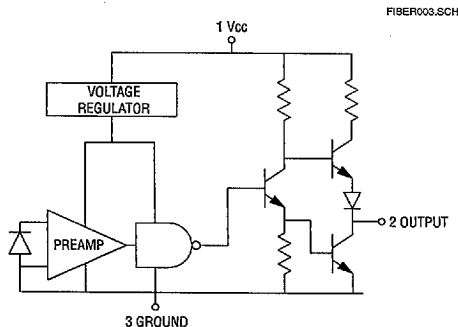 FIBER003.SCH
1 Vcc
VOLTAGE
REGULATOR
PREAMP
2 OUTPUT
3 GROUND